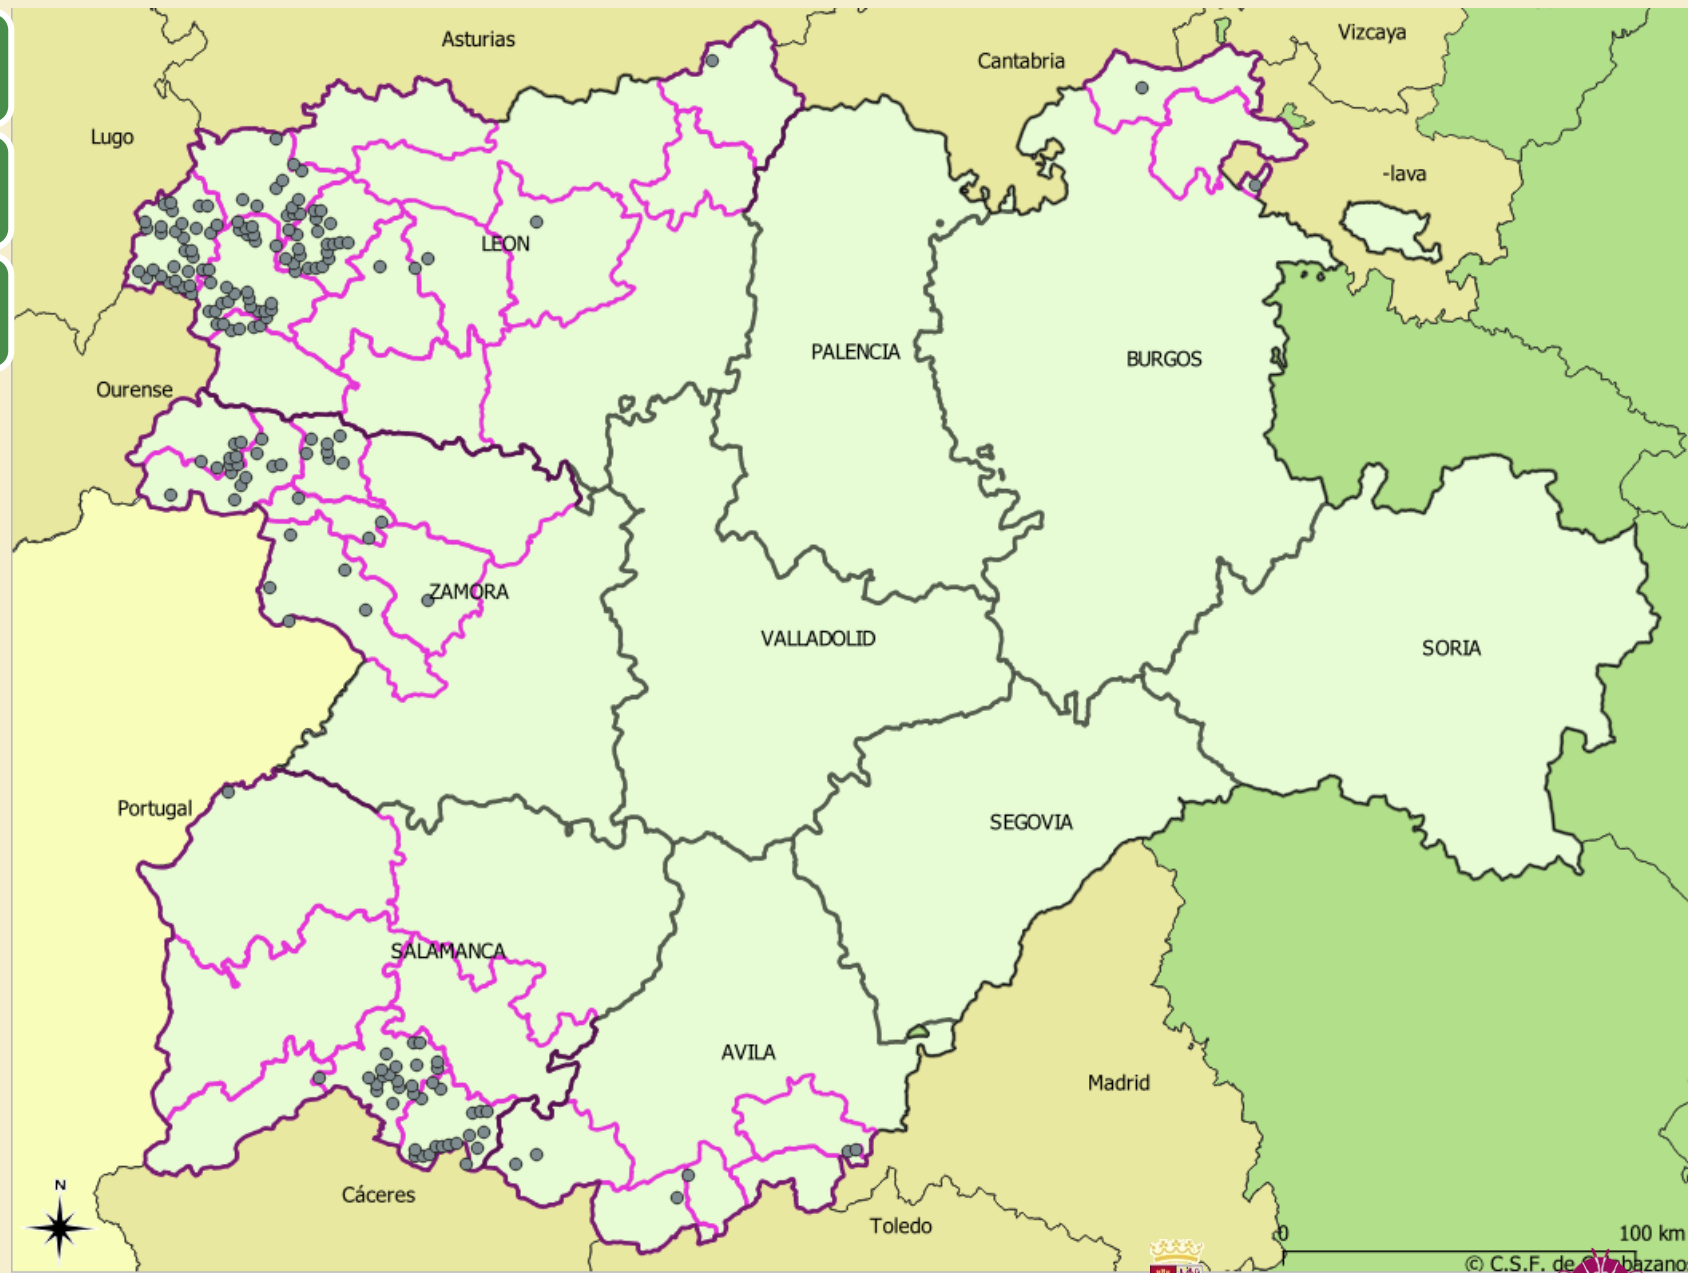 Asturias
Vizcaya
Cantabria
Lugo
-lava
LEON
PALENCIA
BURGOS
Ourense
ZAMORA
VALLADOLID
SORIA
Portugal
SEGOVIA
SALAMANCA
AVILA
Madrid
N
Cáceres
Toledo
0
100 km
© C.S.F. de